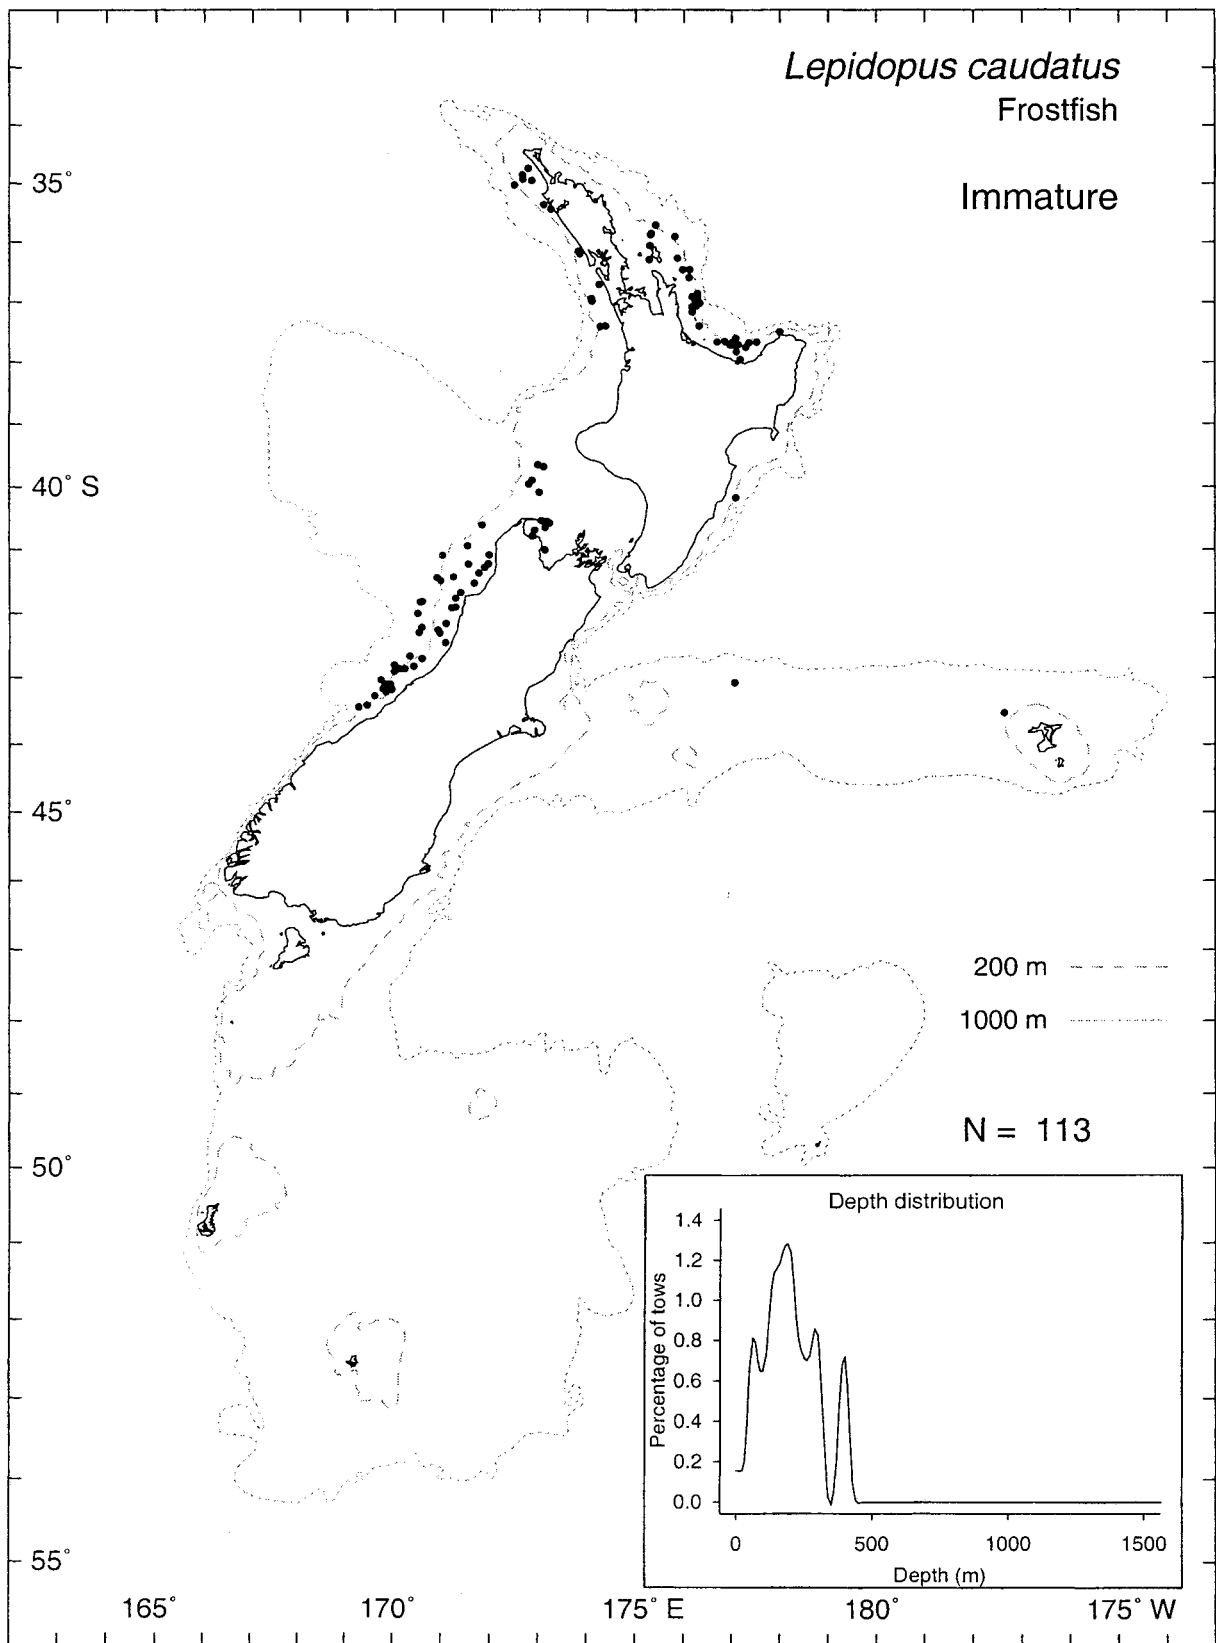 Lepidopus caudatus
Frostfish
Immature
35°
40° S
45°
200 m
1000 m
N = 113
50°
Depth distribution
1.4
1.2
1.0
0.8
0.6
0.4
0.2
0.0
Percentage of tows
0 500 1000 1500
Depth (m)
55°
165° 170° 175° E 180° 175° W